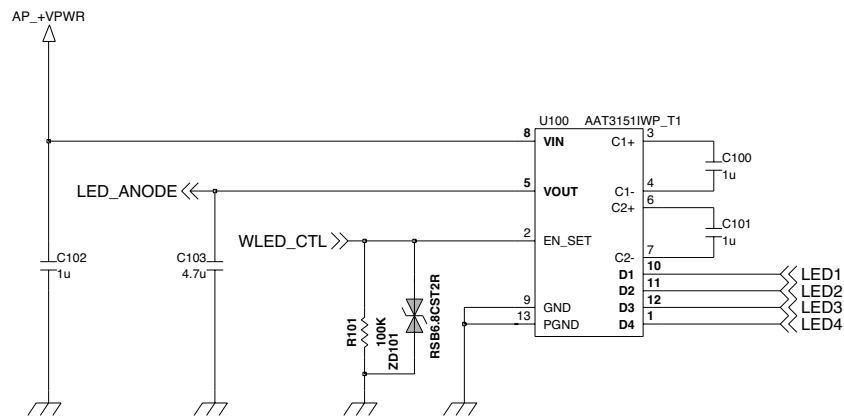 AP_+VPWR
U100 AAT3151IWP_T1
8 VIN C1+ 3
C100
1u
LED_ANODE 5 VOUT C1- 4
C2+ 6
C101
1u
WLED_CTL 2 EN_SET
C2- 7
C102
1u
C103
4.7u
D1 10 LED1
D2 11 LED2
9 GND D3 12 LED3
13 PGND D4 1 LED4
R101
100K
ZD101
RSB6.8CST2R